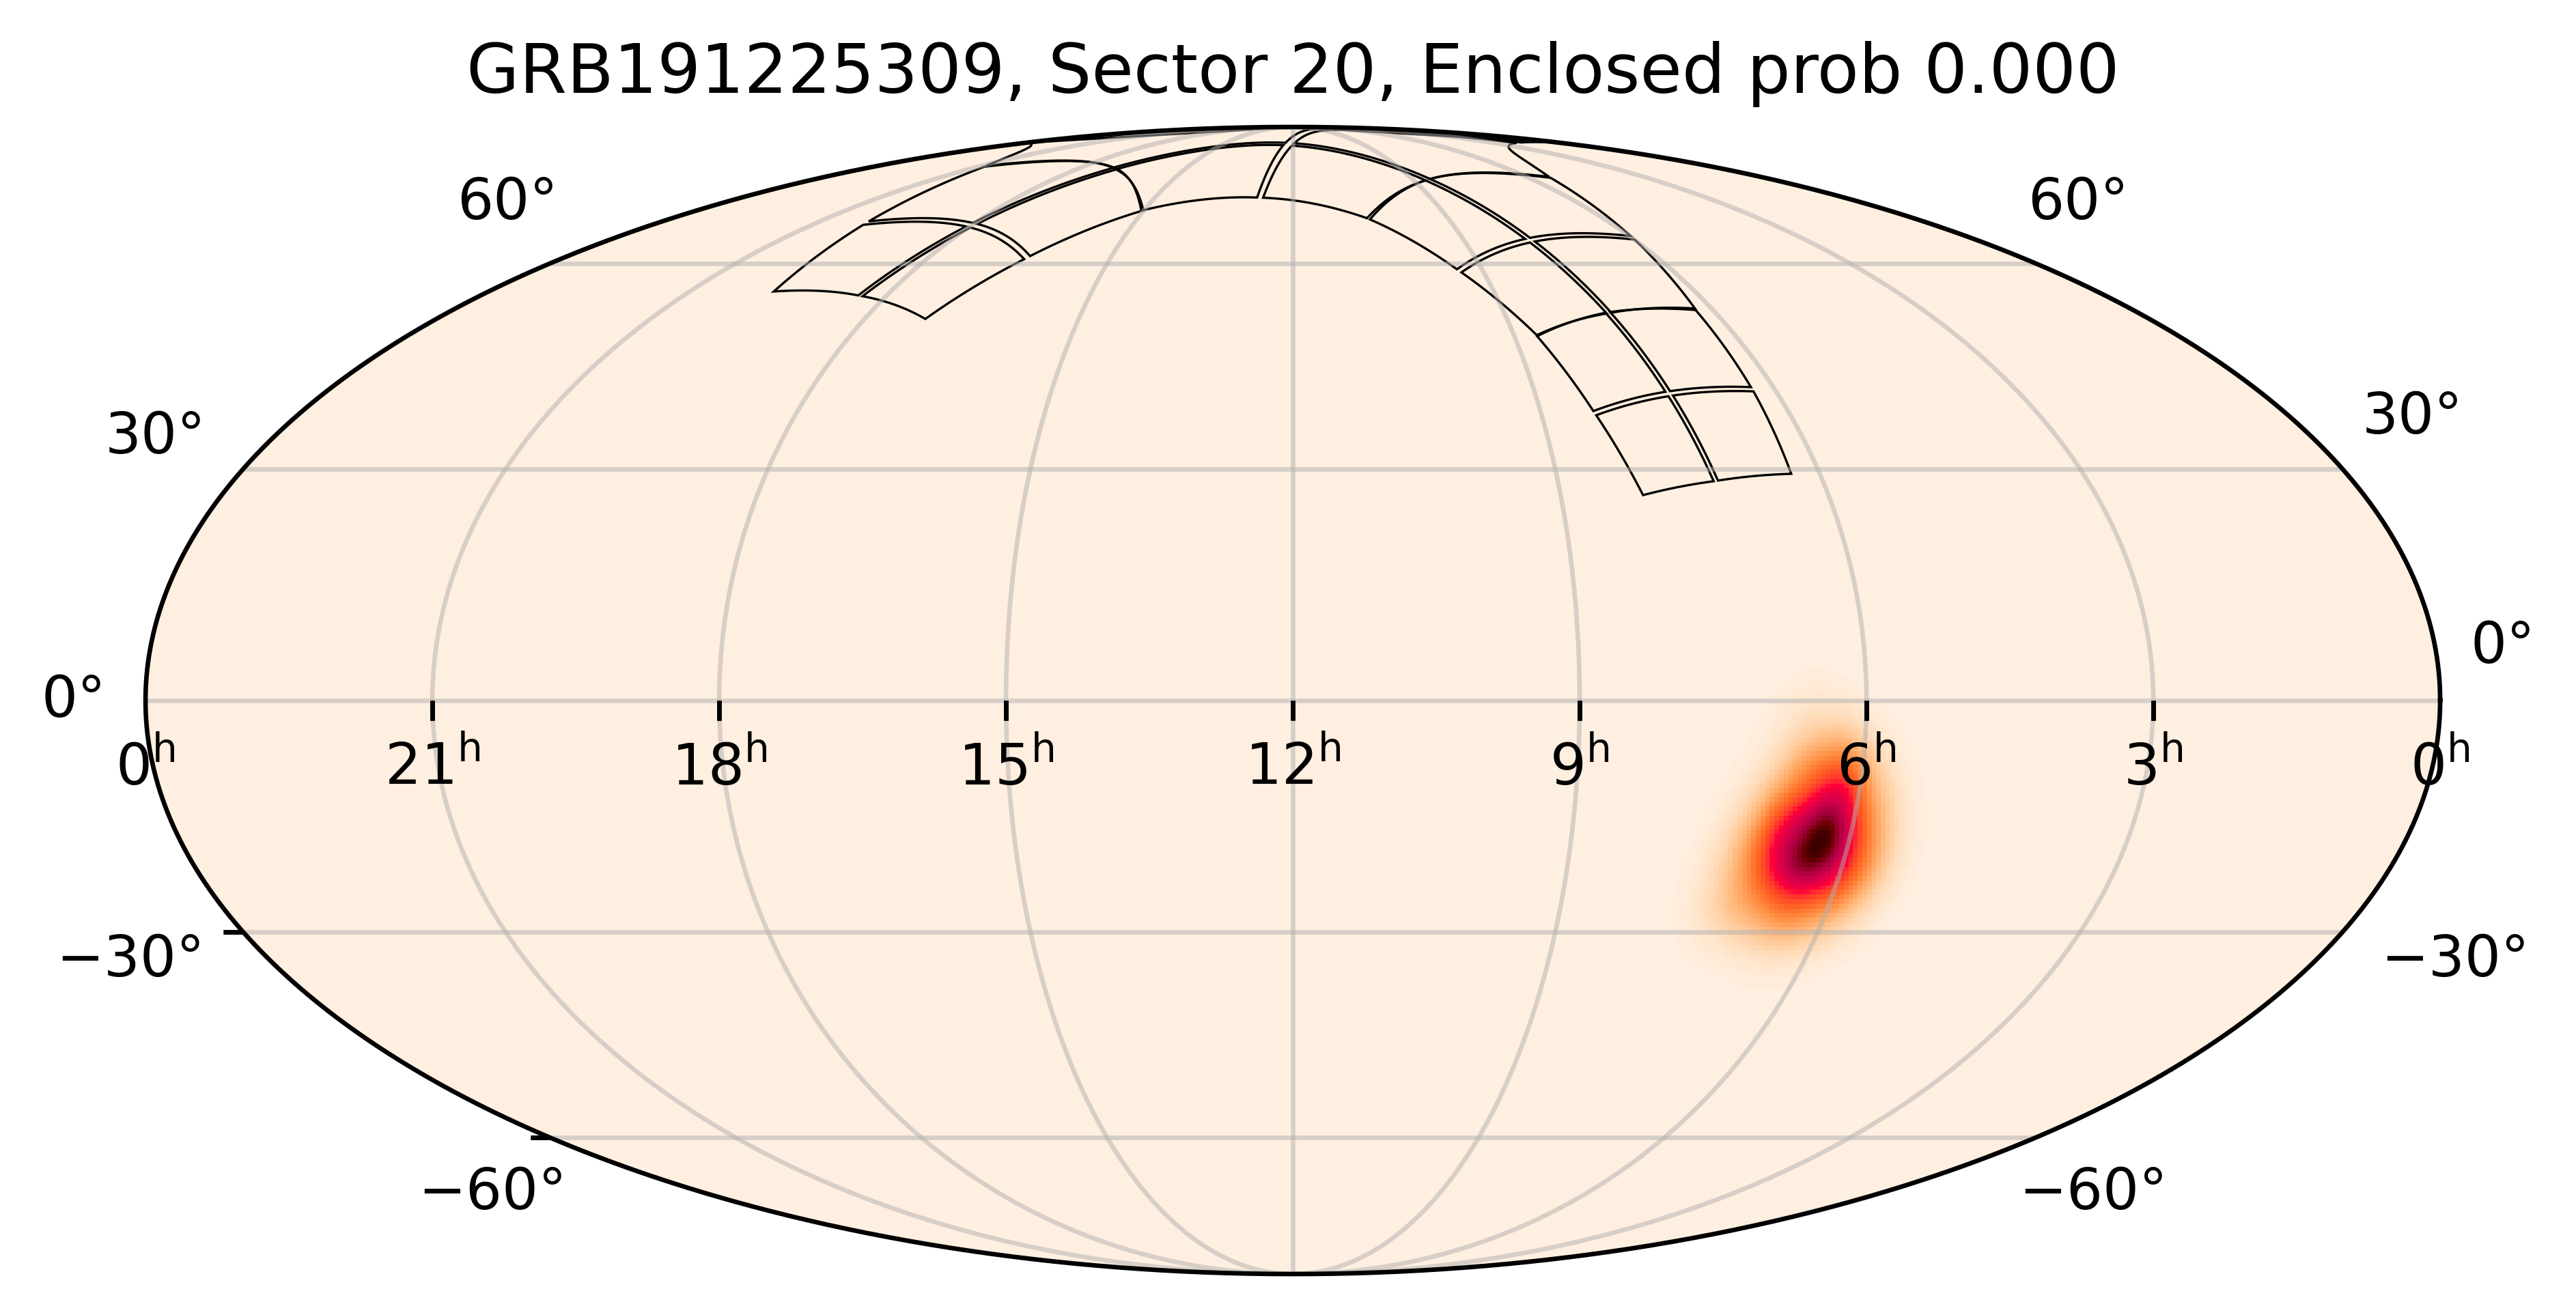 GRB191225309, Sector 20, Enclosed prob 0.000
60° 60°
30° 30°
0° 0°
0ʰ 21ʰ 18ʰ 15ʰ 12ʰ 9ʰ 6ʰ 3ʰ 0ʰ
−30° −30°
−60° −60°